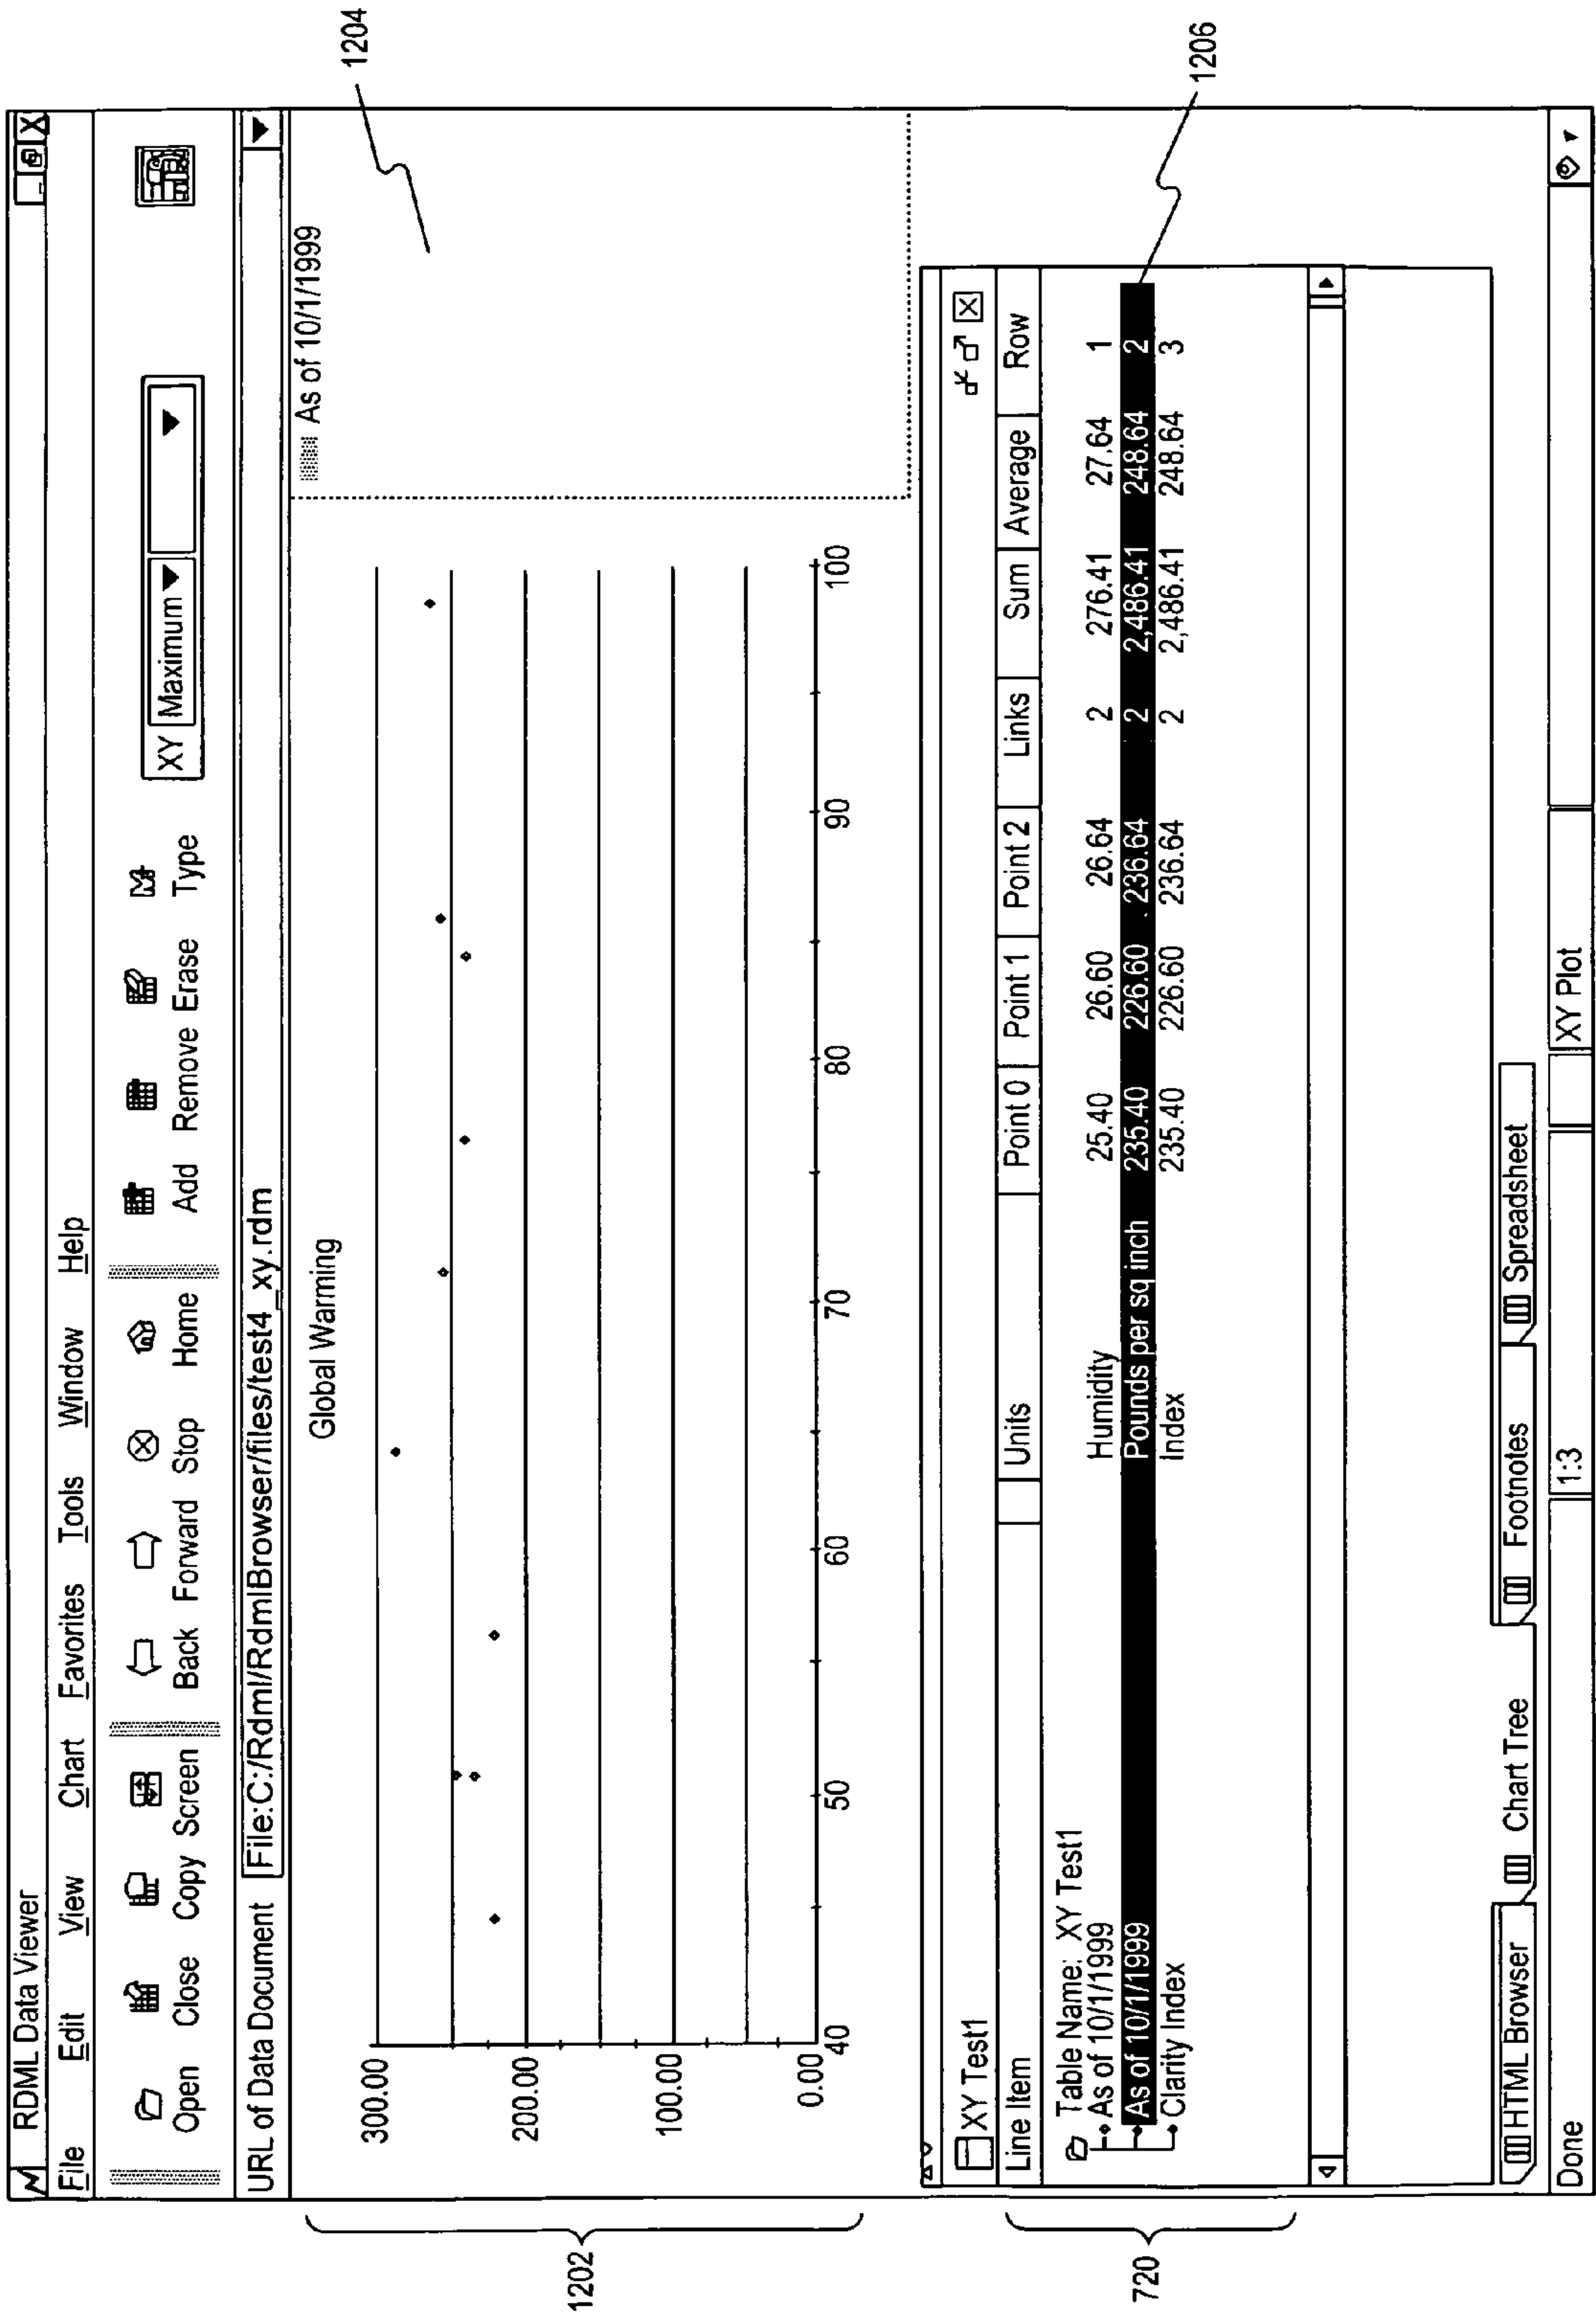 RDML Data Viewer
File Edit View Chart Favorites Tools Window Help
Open Close Copy Screen Back Forward Stop Home Add Remove Erase Type XY Maximum
URL of Data Document File:C:/Rdml/RdmlBrowser/files/test4_xy.rdm
Global Warming
As of 10/1/1999
1204
300.00
200.00
100.00
0.00
40 50 60 70 80 90 100
1202
XY Test1
Line Item Units Point 0 Point 1 Point 2 Links Sum Average Row
Table Name: XY Test1
As of 10/1/1999 Humidity 25.40 26.60 26.64 2 276.41 27.64 1
As of 10/1/1999 Pounds per sq inch 235.40 226.60 236.64 2 2,486.41 248.64 2
Clarity Index Index 235.40 226.60 236.64 2 2,486.41 248.64 3
1206
720
HTML Browser Chart Tree Footnotes Spreadsheet
Done 1:3 XY Plot